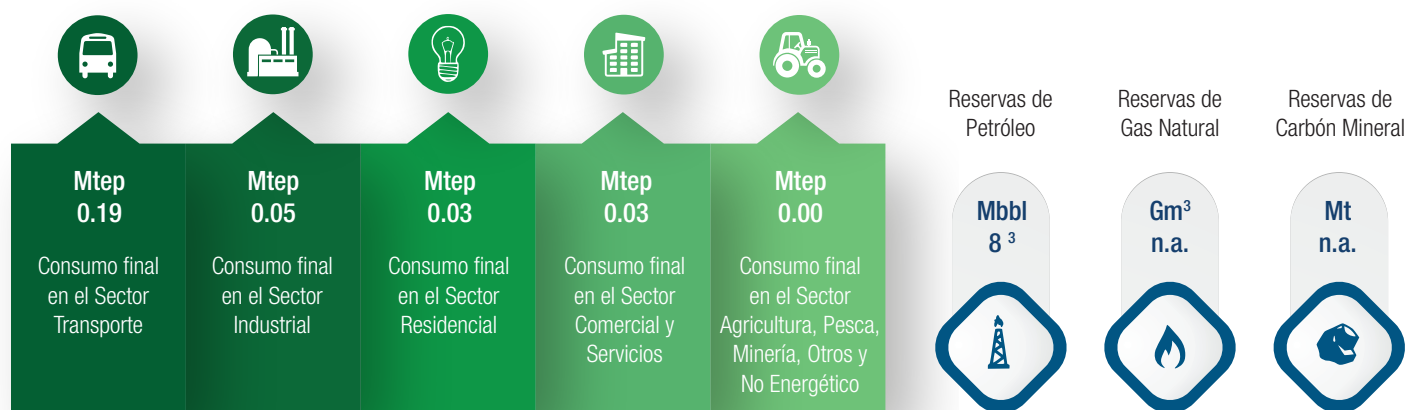 Mtep
0.19
Consumo final
en el Sector
Transporte
Mtep
0.05
Consumo final
en el Sector
Industrial
Mtep
0.03
Consumo final
en el Sector
Residencial
Mtep
0.03
Consumo final
en el Sector
Comercial y
Servicios
Mtep
0.00
Consumo final
en el Sector
Agricultura, Pesca,
Minería, Otros y
No Energético
Reservas de
Petróleo
Mbbl
8 ³
Reservas de
Gas Natural
Gm³
n.a.
Reservas de
Carbón Mineral
Mt
n.a.